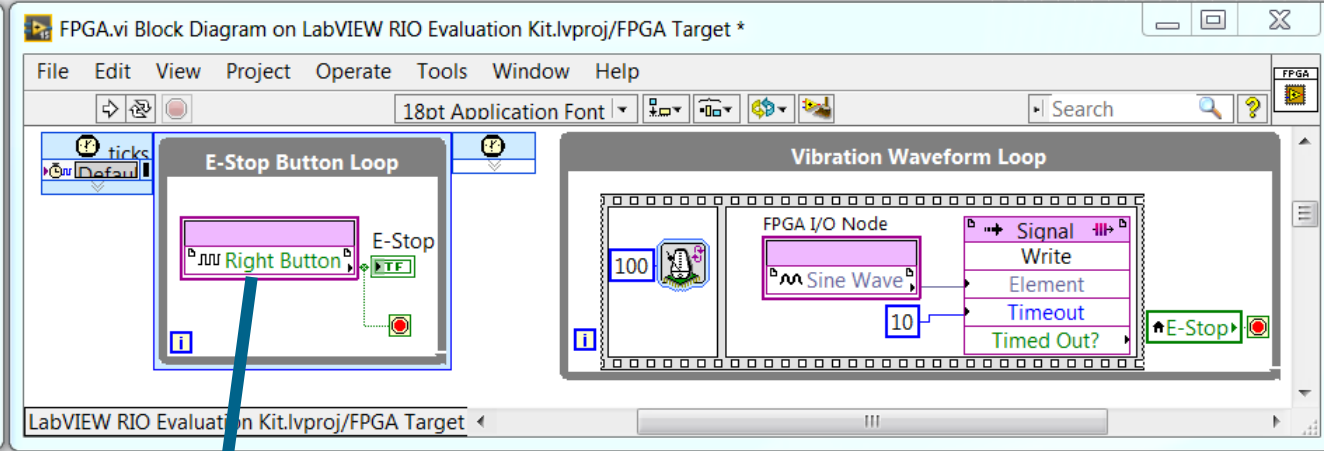 FPGA.vi Block Diagram on LabVIEW RIO Evaluation Kit.lvproj/FPGA Target *
File Edit View Project Operate Tools Window Help
FPGA
18pt Application Font
Search
?
ticks
Defaul
E-Stop Button Loop
Right Button
E-Stop
TF
i
Vibration Waveform Loop
100
FPGA I/O Node
Sine Wave
10
Signal
Write
Element
Timeout
Timed Out?
E-Stop
i
LabVIEW RIO Evaluation Kit.lvproj/FPGA Target